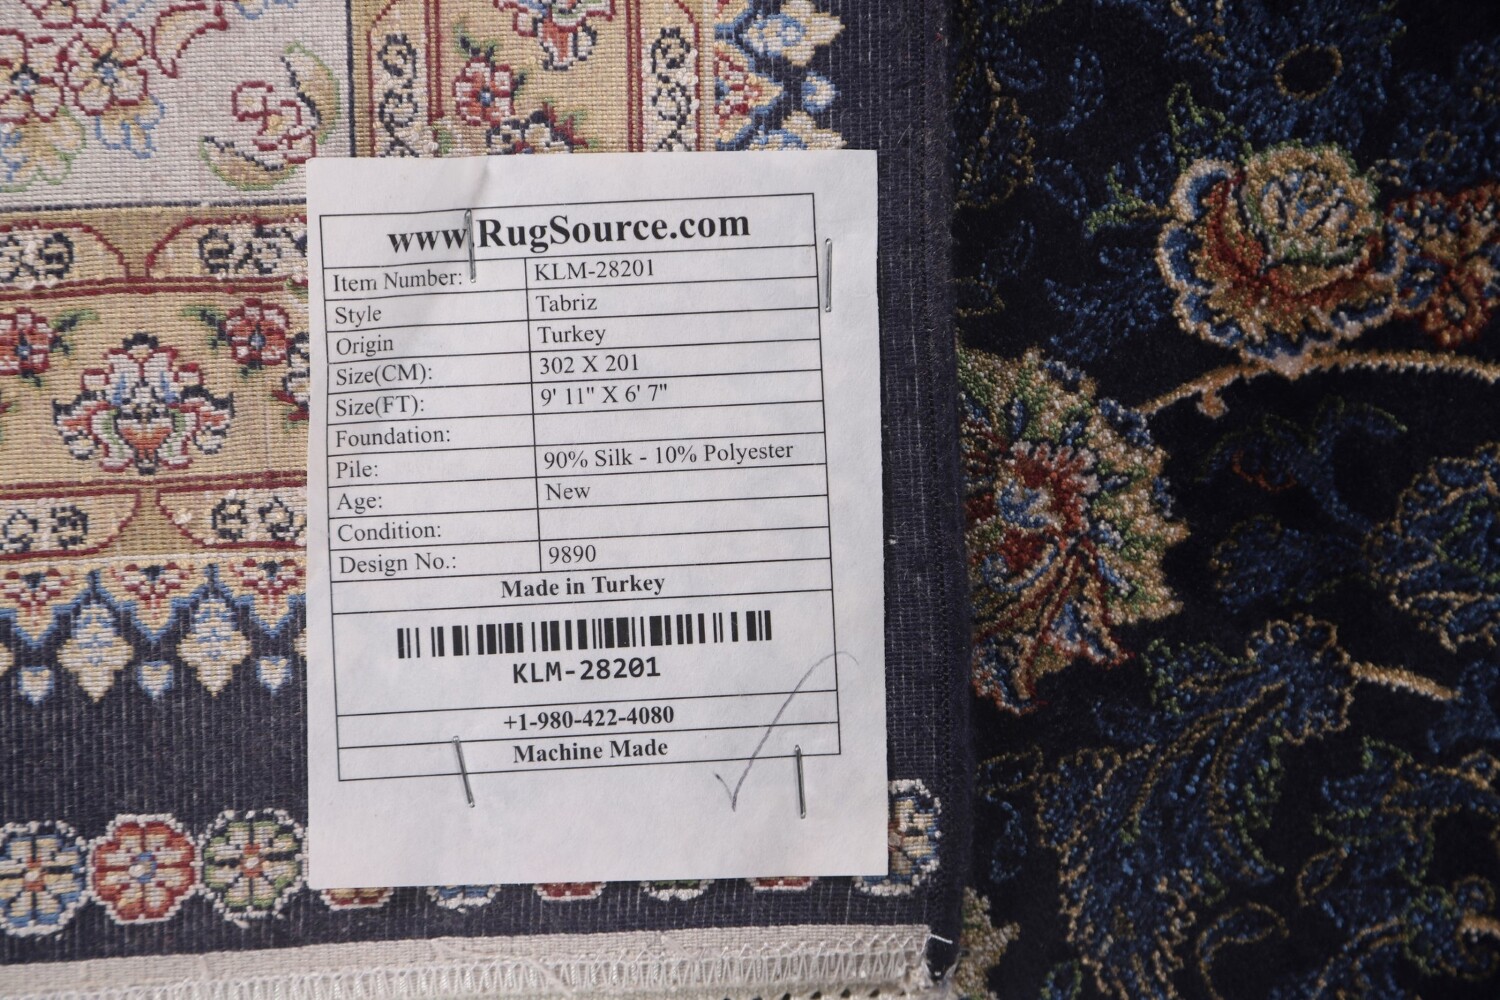 www.RugSource.com
Item Number: KLM-28201
Style Tabriz
Origin Turkey
Size(CM): 302 X 201
Size(FT): 9' 11" X 6' 7"
Foundation:
Pile: 90% Silk - 10% Polyester
Age: New
Condition:
Design No.: 9890
Made in Turkey
KLM-28201
+1-980-422-4080
Machine Made